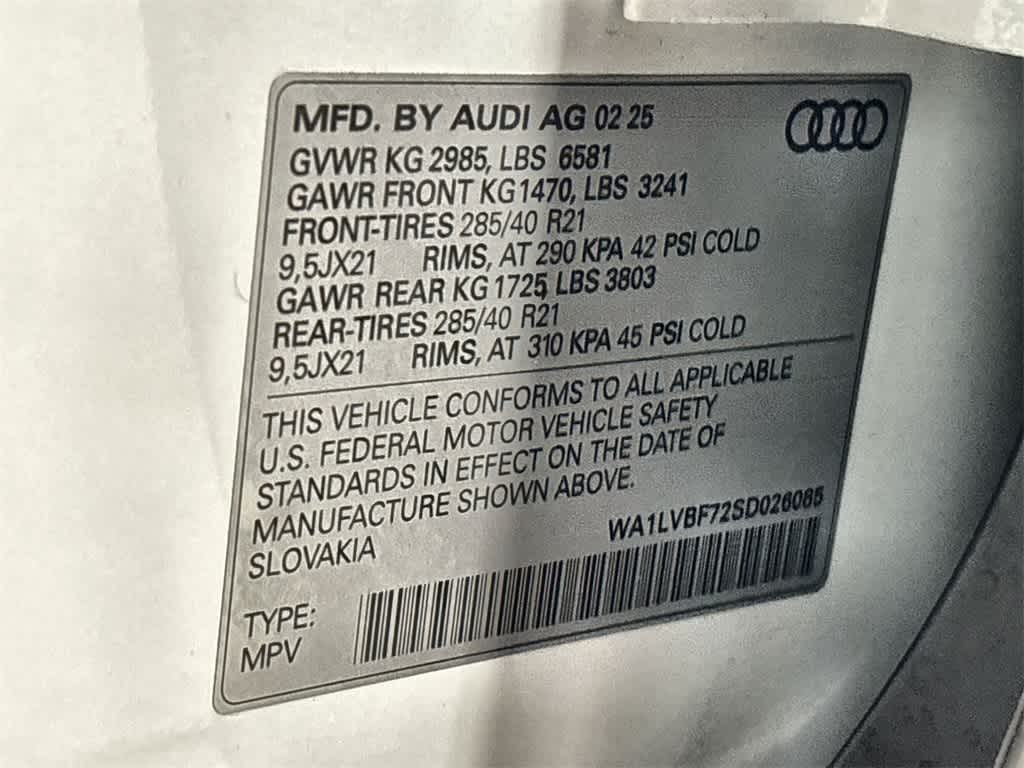 MFD. BY AUDI AG 02 25
GVWR KG 2985, LBS 6581
GAWR FRONT KG 1470, LBS 3241
FRONT-TIRES 285/40 R21
9,5JX21 RIMS, AT 290 KPA 42 PSI COLD
GAWR REAR KG 1725, LBS 3803
REAR-TIRES 285/40 R21
9,5JX21 RIMS, AT 310 KPA 45 PSI COLD
THIS VEHICLE CONFORMS TO ALL APPLICABLE
U.S. FEDERAL MOTOR VEHICLE SAFETY
STANDARDS IN EFFECT ON THE DATE OF
MANUFACTURE SHOWN ABOVE.
SLOVAKIA
WA1LVBF72SD026085
TYPE:
MPV